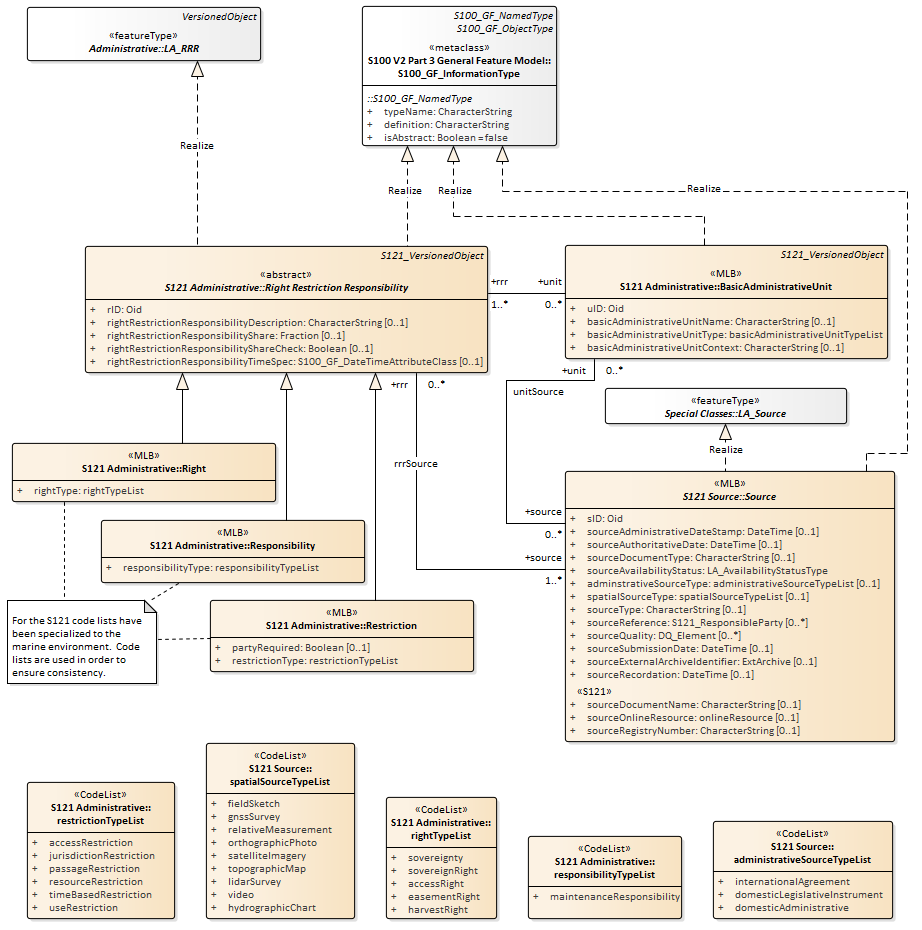 VersionedObject
«featureType»
Administrative::LA_RRR
S100_GF_NamedType
S100_GF_ObjectType
«metaclass»
S100 V2 Part 3 General Feature Model::
S100_GF_InformationType
::S100_GF_NamedType
+ typeName: CharacterString
+ definition: CharacterString
+ isAbstract: Boolean =false
Realize
Realize
Realize
Realize
S121_VersionedObject
«abstract»
S121 Administrative::Right Restriction Responsibility
+ rID: Oid
+ rightRestrictionResponsibilityDescription: CharacterString [0..1]
+ rightRestrictionResponsibilityShare: Fraction [0..1]
+ rightRestrictionResponsibilityShareCheck: Boolean [0..1]
+ rightRestrictionResponsibilityTimeSpec: S100_GF_DateTimeAttributeClass [0..1]
+rrr
+unit
1..*
0..*
S121_VersionedObject
«MLB»
S121 Administrative::BasicAdministrativeUnit
+ uID: Oid
+ basicAdministrativeUnitName: CharacterString [0..1]
+ basicAdministrativeUnitType: basicAdministrativeUnitTypeList
+ basicAdministrativeUnitContext: CharacterString [0..1]
+rrr
0..*
+unit
0..*
unitSource
«featureType»
Special Classes::LA_Source
Realize
rrrSource
«MLB»
S121 Administrative::Right
+ rightType: rightTypeList
«MLB»
S121 Administrative::Responsibility
+ responsibilityType: responsibilityTypeList
«MLB»
S121 Administrative::Restriction
+ partyRequired: Boolean [0..1]
+ restrictionType: restrictionTypeList
For the S121 code lists have
been specialized to the
marine environment. Code
lists are used in order to
ensure consistency.
+source
0..*
+source
1..*
«MLB»
S121 Source::Source
+ sID: Oid
+ sourceAdministrativeDateStamp: DateTime [0..1]
+ sourceAuthoritativeDate: DateTime [0..1]
+ sourceDocumentType: CharacterString [0..1]
+ sourceAvailabilityStatus: LA_AvailabilityStatusType
+ adminstrativeSourceType: administrativeSourceTypeList [0..1]
+ spatialSourceType: spatialSourceTypeList [0..1]
+ sourceType: CharacterString [0..1]
+ sourceReference: S121_ResponsibleParty [0..*]
+ sourceQuality: DQ_Element [0..*]
+ sourceSubmissionDate: DateTime [0..1]
+ sourceExternalArchiveIdentifier: ExtArchive [0..1]
+ sourceRecordation: DateTime [0..1]
«S121»
+ sourceDocumentName: CharacterString [0..1]
+ sourceOnlineResource: onlineResource [0..1]
+ sourceRegistryNumber: CharacterString [0..1]
«CodeList»
S121 Administrative::
restrictionTypeList
+ accessRestriction
+ jurisdictionRestriction
+ passageRestriction
+ resourceRestriction
+ timeBasedRestriction
+ useRestriction
«CodeList»
S121 Source::
spatialSourceTypeList
+ fieldSketch
+ gnssSurvey
+ relativeMeasurement
+ orthographicPhoto
+ satelliteImagery
+ topographicMap
+ lidarSurvey
+ video
+ hydrographicChart
«CodeList»
S121 Administrative::
rightTypeList
+ sovereignty
+ sovereignRight
+ accessRight
+ easementRight
+ harvestRight
«CodeList»
S121 Administrative::
responsibilityTypeList
+ maintenanceResponsibility
«CodeList»
S121 Source::
administrativeSourceTypeList
+ internationalAgreement
+ domesticLegislativeInstrument
+ domesticAdministrative